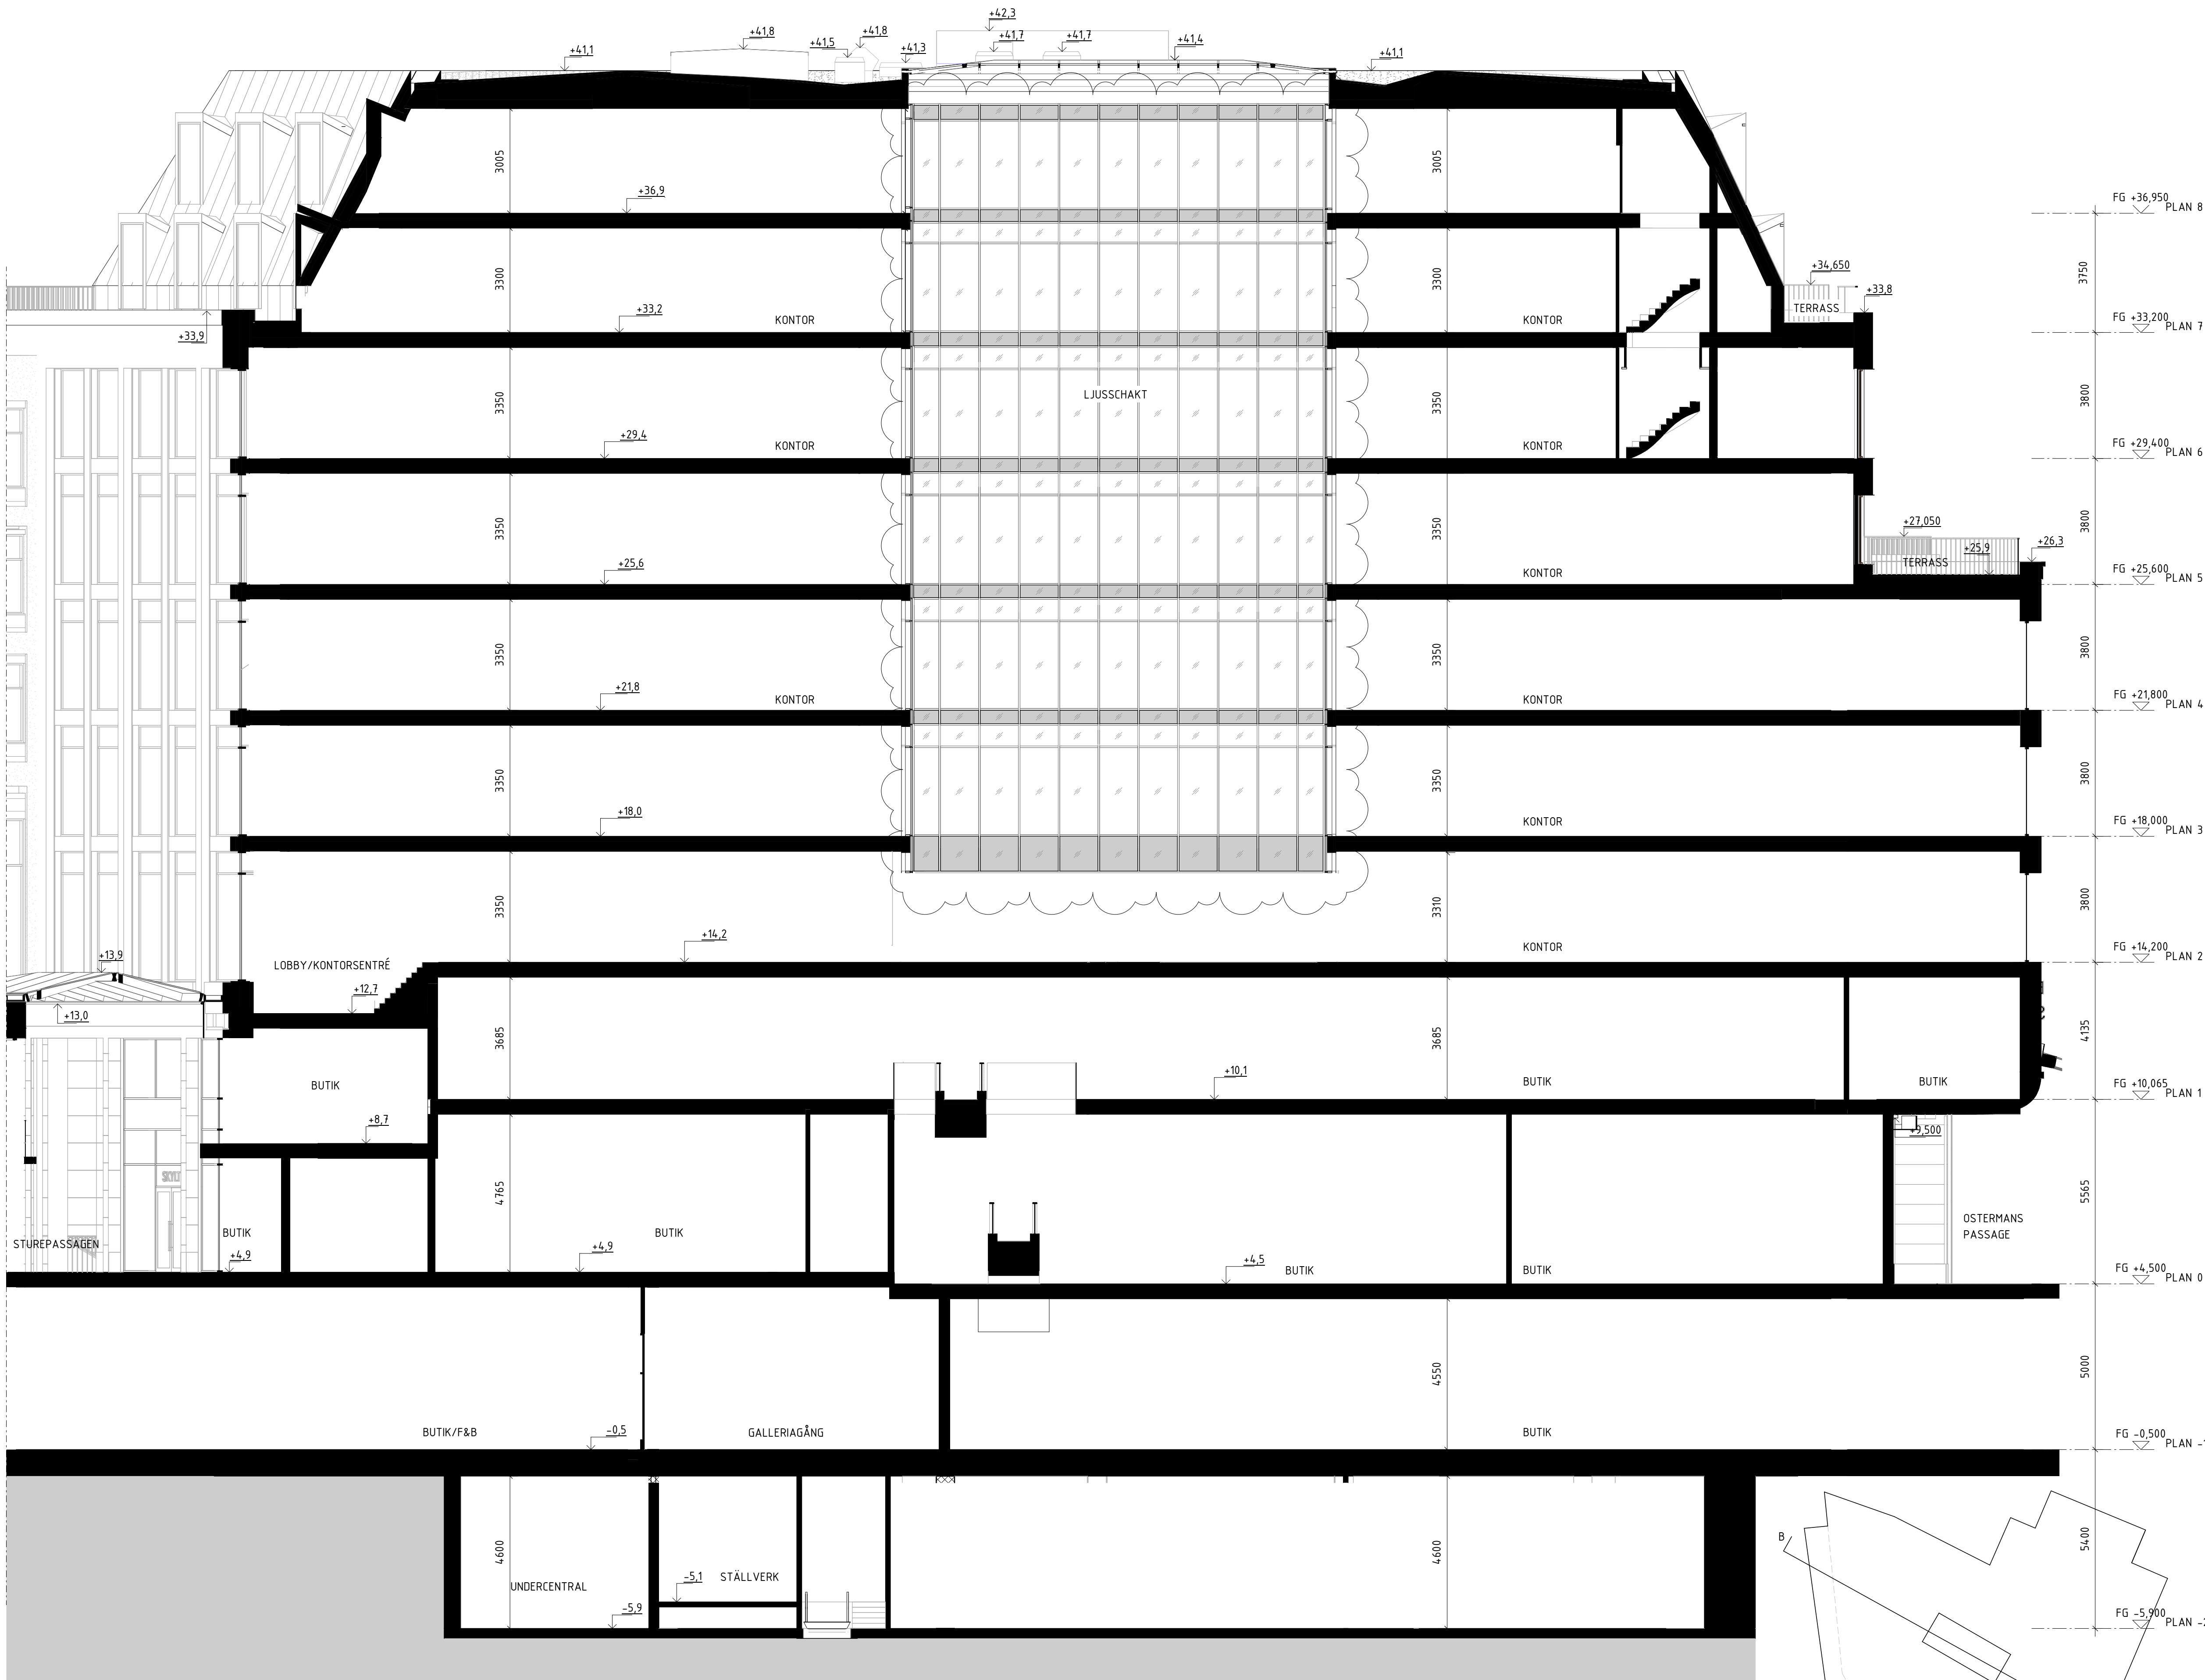 +42,3
+41,8
+41,8
+41,5
+41,7
+41,7
+41,4
+41,3
+41,1
+41,1
3005
3005
+36,9
FG +36,950
PLAN 8
3300
3300
3750
+34,650
TERRASS
+33,8
+33,9
+33,2
KONTOR
KONTOR
FG +33,200
PLAN 7
LJUSSCHAKT
3350
3350
3800
+29,4
KONTOR
KONTOR
FG +29,400
PLAN 6
3350
3350
3800
+27,050
+25,9
+26,3
TERRASS
+25,6
KONTOR
FG +25,600
PLAN 5
3350
3350
3800
+21,8
KONTOR
KONTOR
FG +21,800
PLAN 4
3350
3350
3800
+18,0
KONTOR
FG +18,000
PLAN 3
3350
3310
3800
+14,2
KONTOR
FG +14,200
PLAN 2
+13,9
LOBBY/KONTORSENTRÉ
+12,7
+13,0
3685
3685
4135
BUTIK
+10,1
BUTIK
BUTIK
FG +10,065
PLAN 1
+8,7
+9,500
SKYLT
4765
5565
OSTERMANS
PASSAGE
STUREPASSAGEN
BUTIK
+4,9
BUTIK
+4,9
+4,5
BUTIK
BUTIK
FG +4,500
PLAN 0
4550
5000
BUTIK/F&B
-0,5
GALLERIAGÅNG
BUTIK
FG -0,500
PLAN -1
4600
4600
5400
B
UNDERCENTRAL
-5,1
STÄLLVERK
-5,9
FG -5,900
PLAN -2